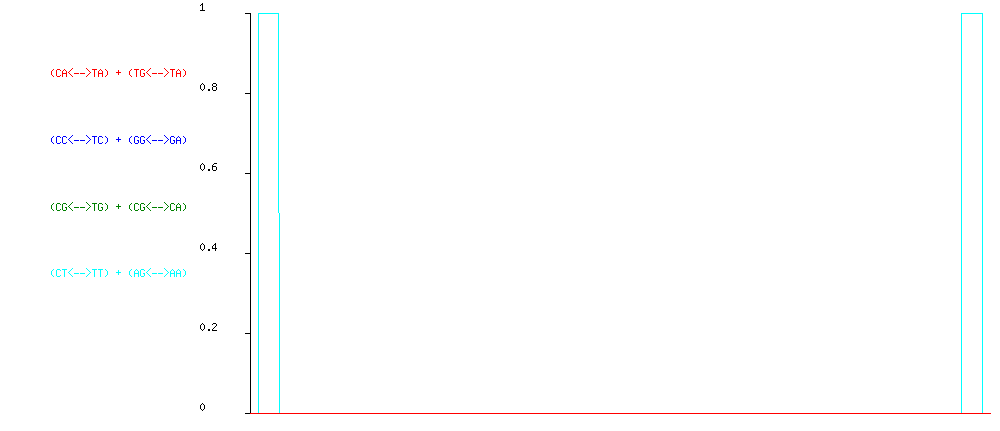 1
(CA<-->TA) + (TG<-->TA)
0.8
(CC<-->TC) + (GG<-->GA)
0.6
(CG<-->TG) + (CG<-->CA)
0.4
(CT<-->TT) + (AG<-->AA)
0.2
0